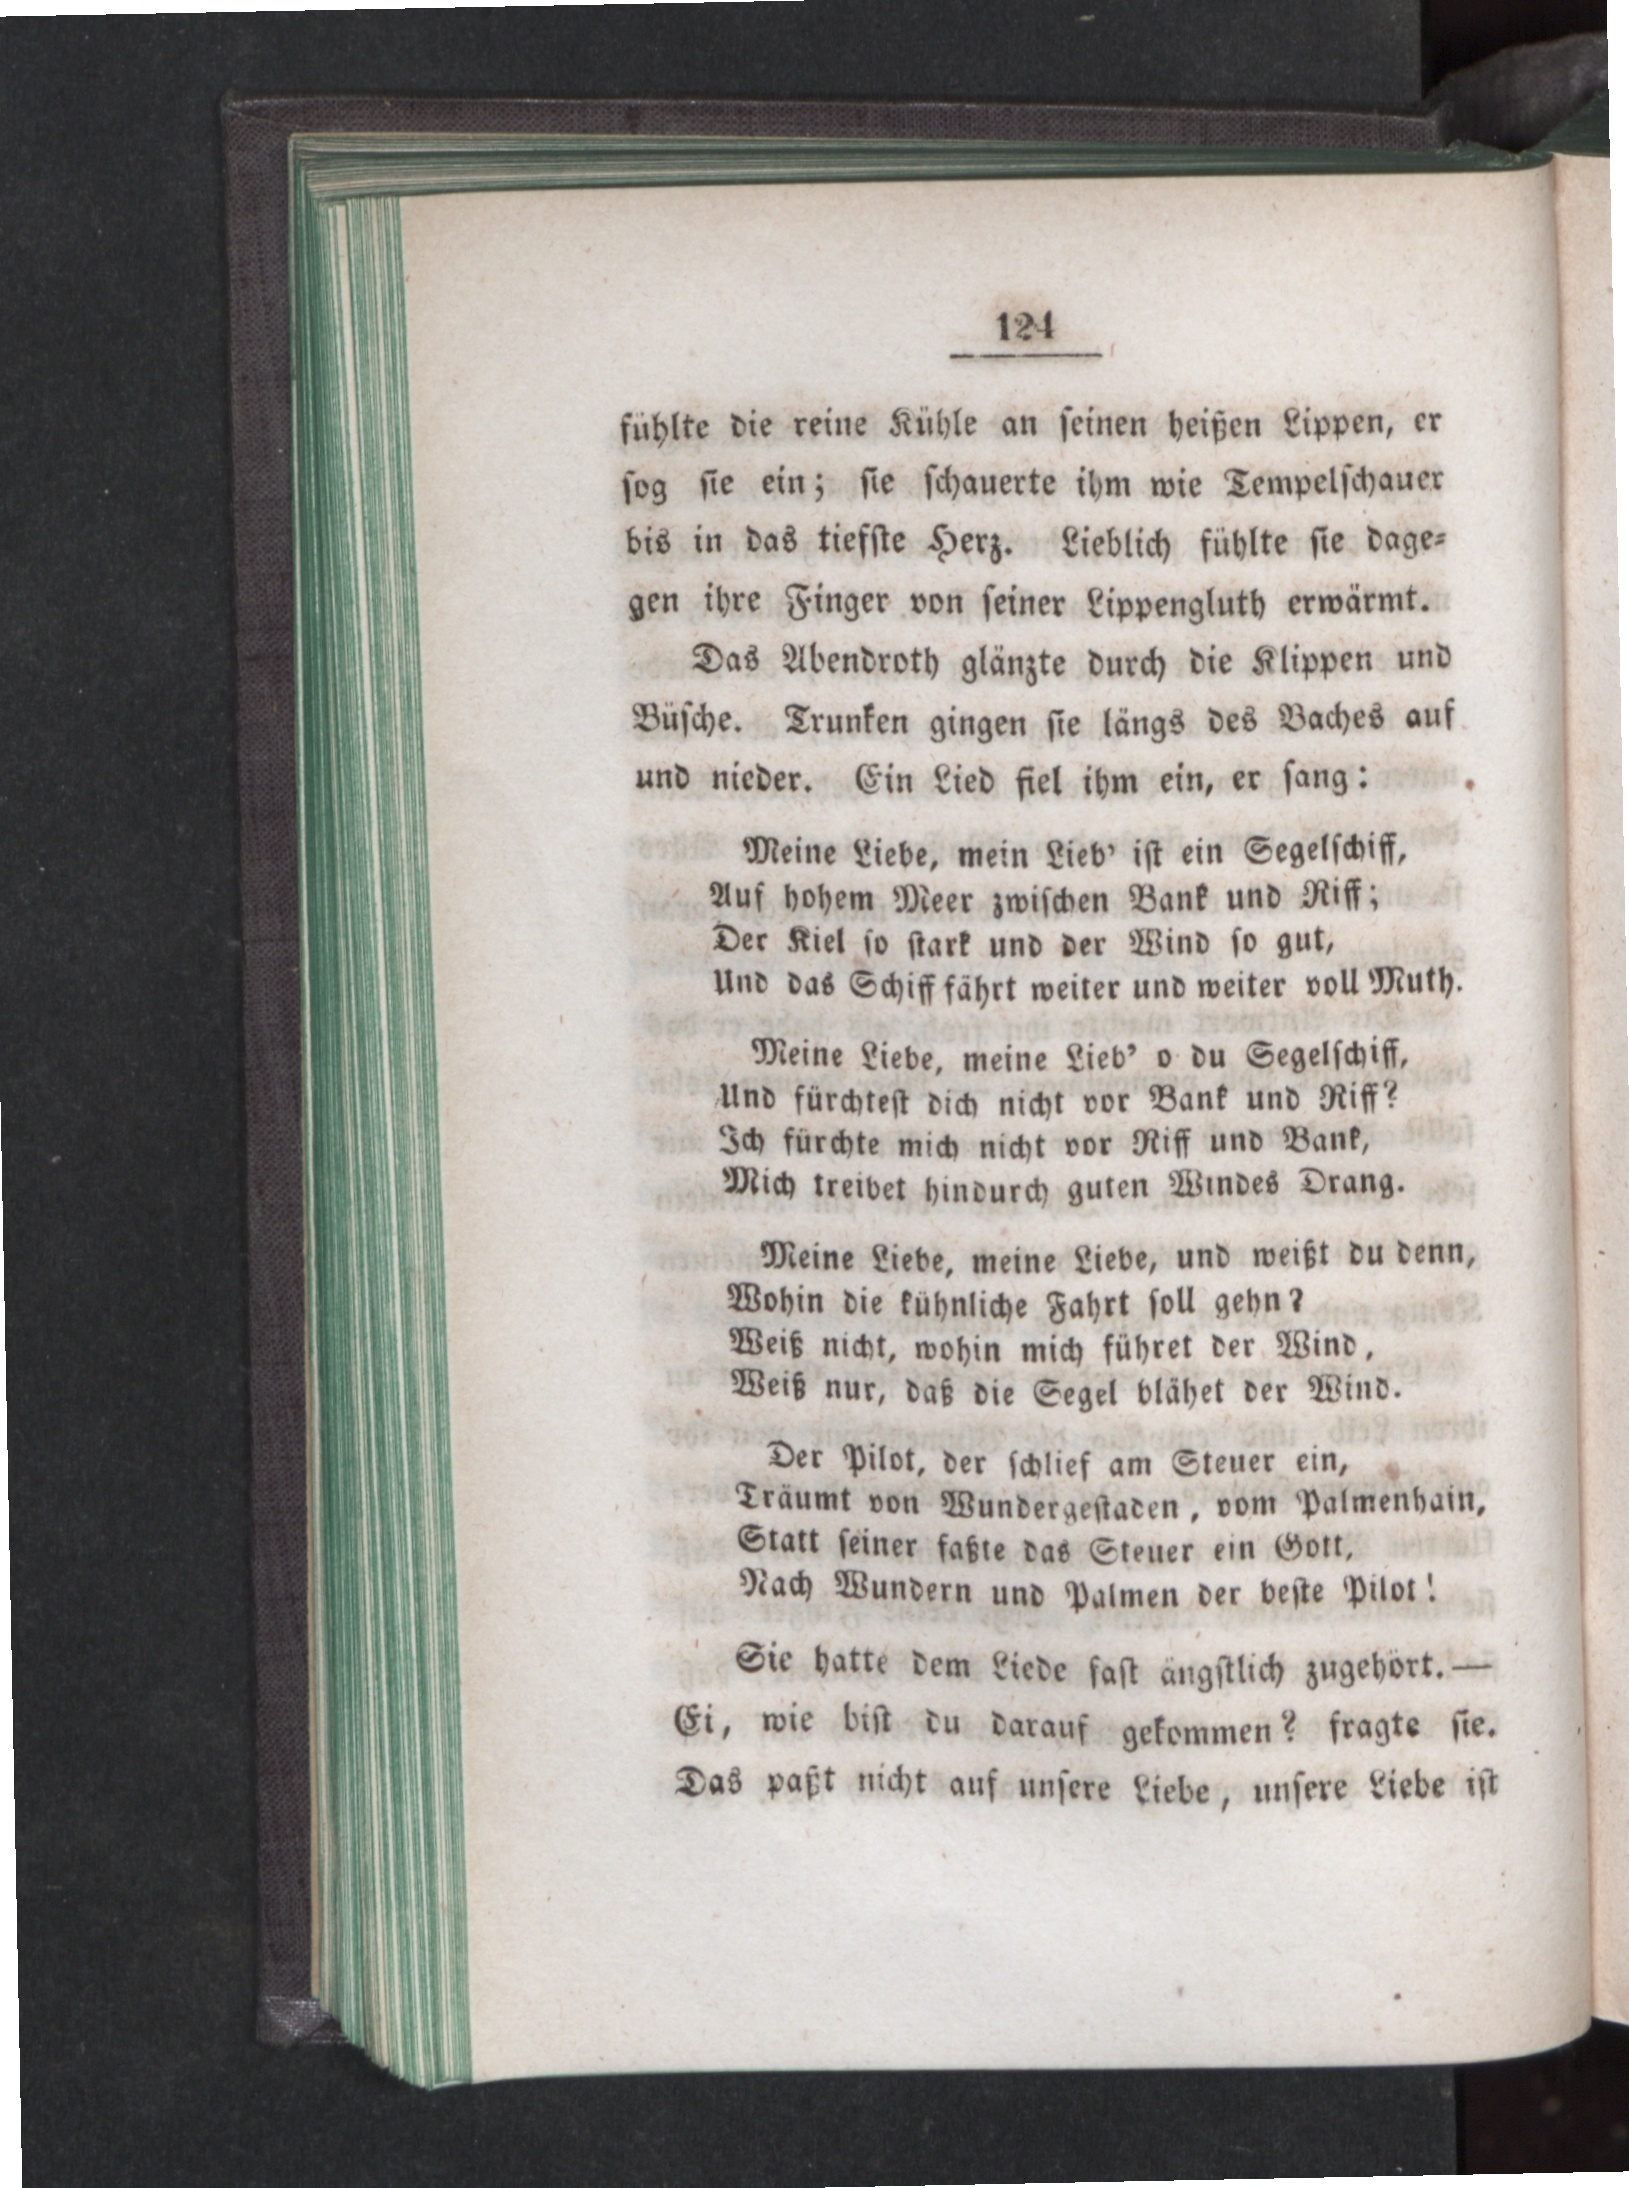 124
fühlte die reine Kühle an ſeinen heißen Lippen, er
ſog ſie ein; ſie ſchauerte ihm wie Tempelſchauer
bis in das tiefſte Herz. Lieblich fühlte ſie dage⸗
gen ihre Finger von ſeiner Lippengluth erwärmt.
Das Abendroth glänzte durch die Klippen und
Büſche. Trunken gingen ſie längs des Baches auf
und nieder. Ein Lied fiel ihm ein, er ſang:
Meine Liebe, mein Lieb' iſt ein Segelſchiff,
Auf hohem Meer zwiſchen Bank und Riff;
Der Kiel ſo ſtark und der Wind ſo gut,
Und das Schiff fährt weiter und weiter voll Muth.
Meine Liebe, meine Lieb' o du Segelſchiff,
Und fürchteſt dich nicht vor Bank und Riff?
Ich fürchte mich nicht vor Riff und Bank,
Mich treibet hindurch guten Windes Drang.
Meine Liebe, meine Liebe, und weißt du denn,
Wohin die kühnliche Fahrt ſoll gehn?
Weiß nicht, wohin mich führet der Wind,
Weiß nur, daß die Segel blähet der Wind.
Der Pilot, der ſchlief am Steuer ein,
Träumt von Wundergeſtaden, vom Palmenhain,
Statt ſeiner faßte das Steuer ein Gott,
Nach Wundern und Palmen der beſte Pilot!
Sie hatte dem Liede faſt ängſtlich zugehört.—
Ei, wie biſt du darauf gekommen? fragte ſie.
Das paßt nicht auf unſere Liebe, unſere Liebe iſt